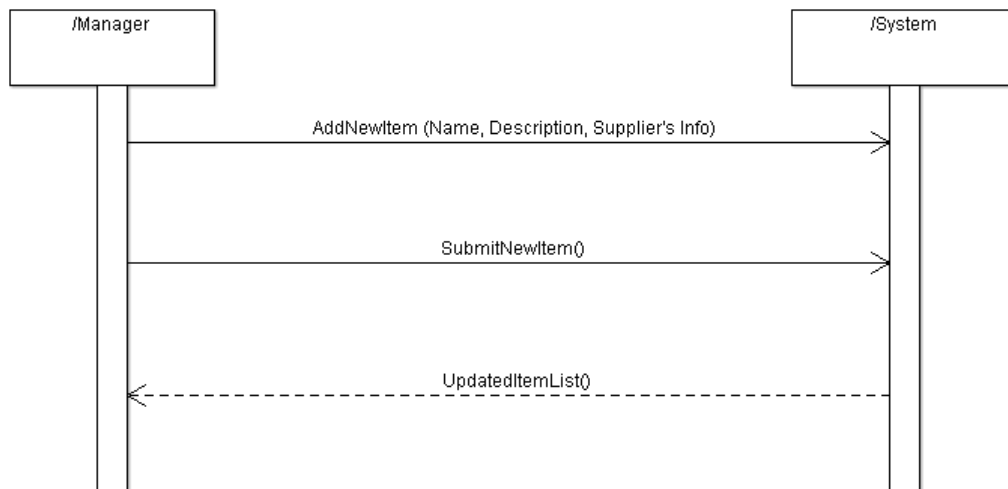 /Manager
/System
AddNewItem (Name, Description, Supplier's Info)
SubmitNewItem()
UpdatedItemList()